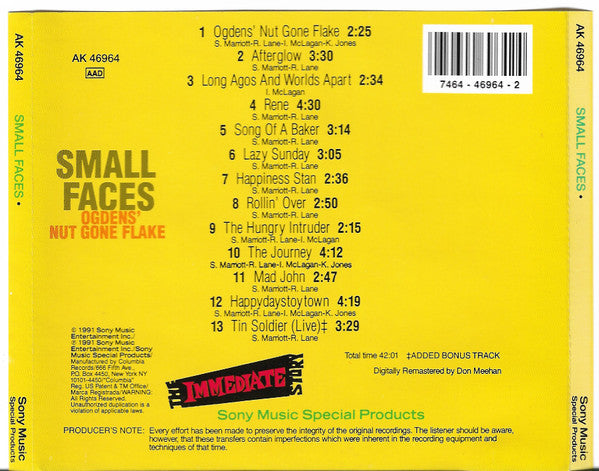 AK 46964
SMALL FACES •
Sony Music
Special Products
AK 46964
AAD
7464 - 46964 - 2
1 Ogdens' Nut Gone Flake 2:25
S. Marriott-R. Lane-I. McLagan-K. Jones
2 Afterglow 3:30
S. Marriott-R. Lane
3 Long Agos And Worlds Apart 2:34
I. McLagan
4 Rene 4:30
S. Marriott-R. Lane
5 Song Of A Baker 3:14
S. Marriott-R. Lane
6 Lazy Sunday 3:05
S. Marriott-R. Lane
7 Happiness Stan 2:36
S. Marriott-R. Lane
8 Rollin' Over 2:50
S. Marriott-R. Lane
9 The Hungry Intruder 2:15
S. Marriott-R. Lane-I. McLagan
10 The Journey 4:12
S. Marriott-R. Lane-I. McLagan-K. Jones
11 Mad John 2:47
S. Marriott-R. Lane
12 Happydaystoytown 4:19
S. Marriott-R. Lane-I. McLagan-K. Jones
13 Tin Soldier (Live)‡ 3:29
S. Marriott-R. Lane
SMALL
FACES
OGDENS'
NUT GONE FLAKE
© 1991 Sony Music
Entertainment Inc./
℗ 1991 Sony Music
Entertainment Inc./Sony
Music Special Products/
Manufactured by Columbia
Records/666 Fifth Ave.,
P.O. Box 4450, New York, NY
10101-4450/"Columbia"
Reg. US Patent & TM Office/
Marca Registrada/WARNING:
All Rights Reserved.
Unauthorized duplication is a
violation of applicable laws.
THE IMMEDIATE STORY
Total time 42:01 ‡ADDED BONUS TRACK
Digitally Remastered by Don Meehan
Sony Music Special Products
PRODUCER'S NOTE: Every effort has been made to preserve the integrity of the original recordings. The listener should be aware,
however, that these transfers contain imperfections which were inherent in the recording equipment and
techniques of that time.
AK 46964
SMALL FACES •
Sony Music
Special Products